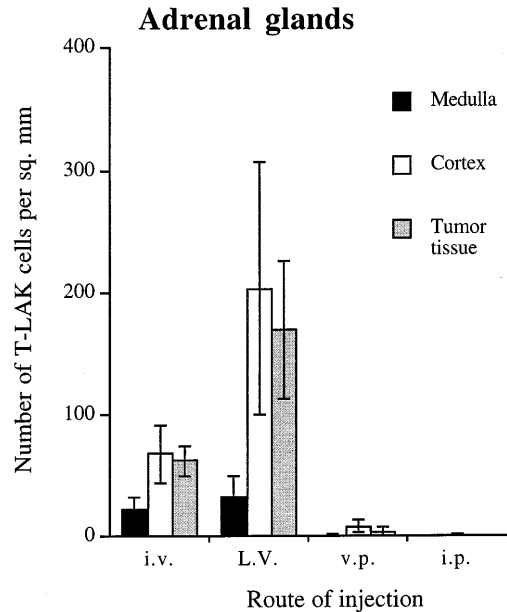 Adrenal glands
Number of T-LAK cells per sq. mm
400
300
200
100
0
Medulla
Cortex
Tumor
tissue
i.v.
L.V.
v.p.
i.p.
Route of injection